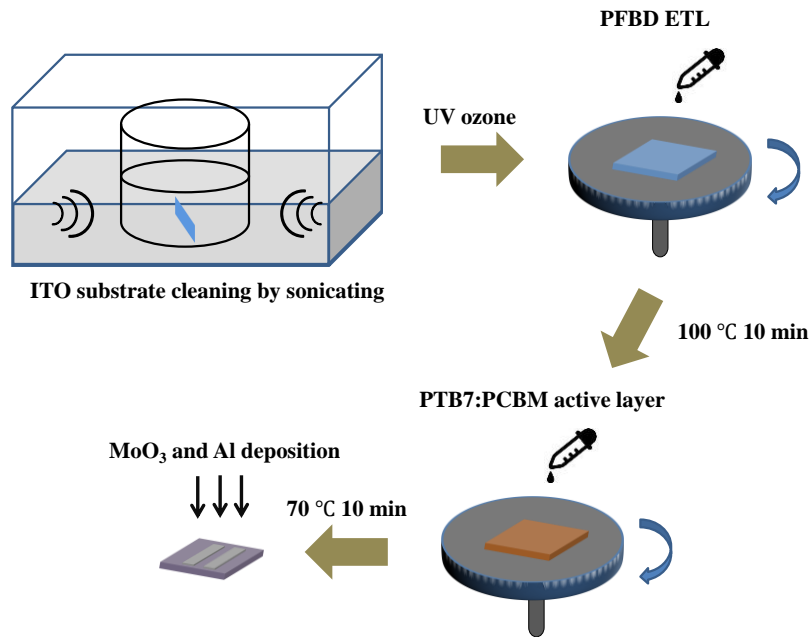 PFBD ETL
UV ozone
ITO substrate cleaning by sonicating
100 ℃ 10 min
PTB7:PCBM active layer
MoO₃ and Al deposition
70 ℃ 10 min